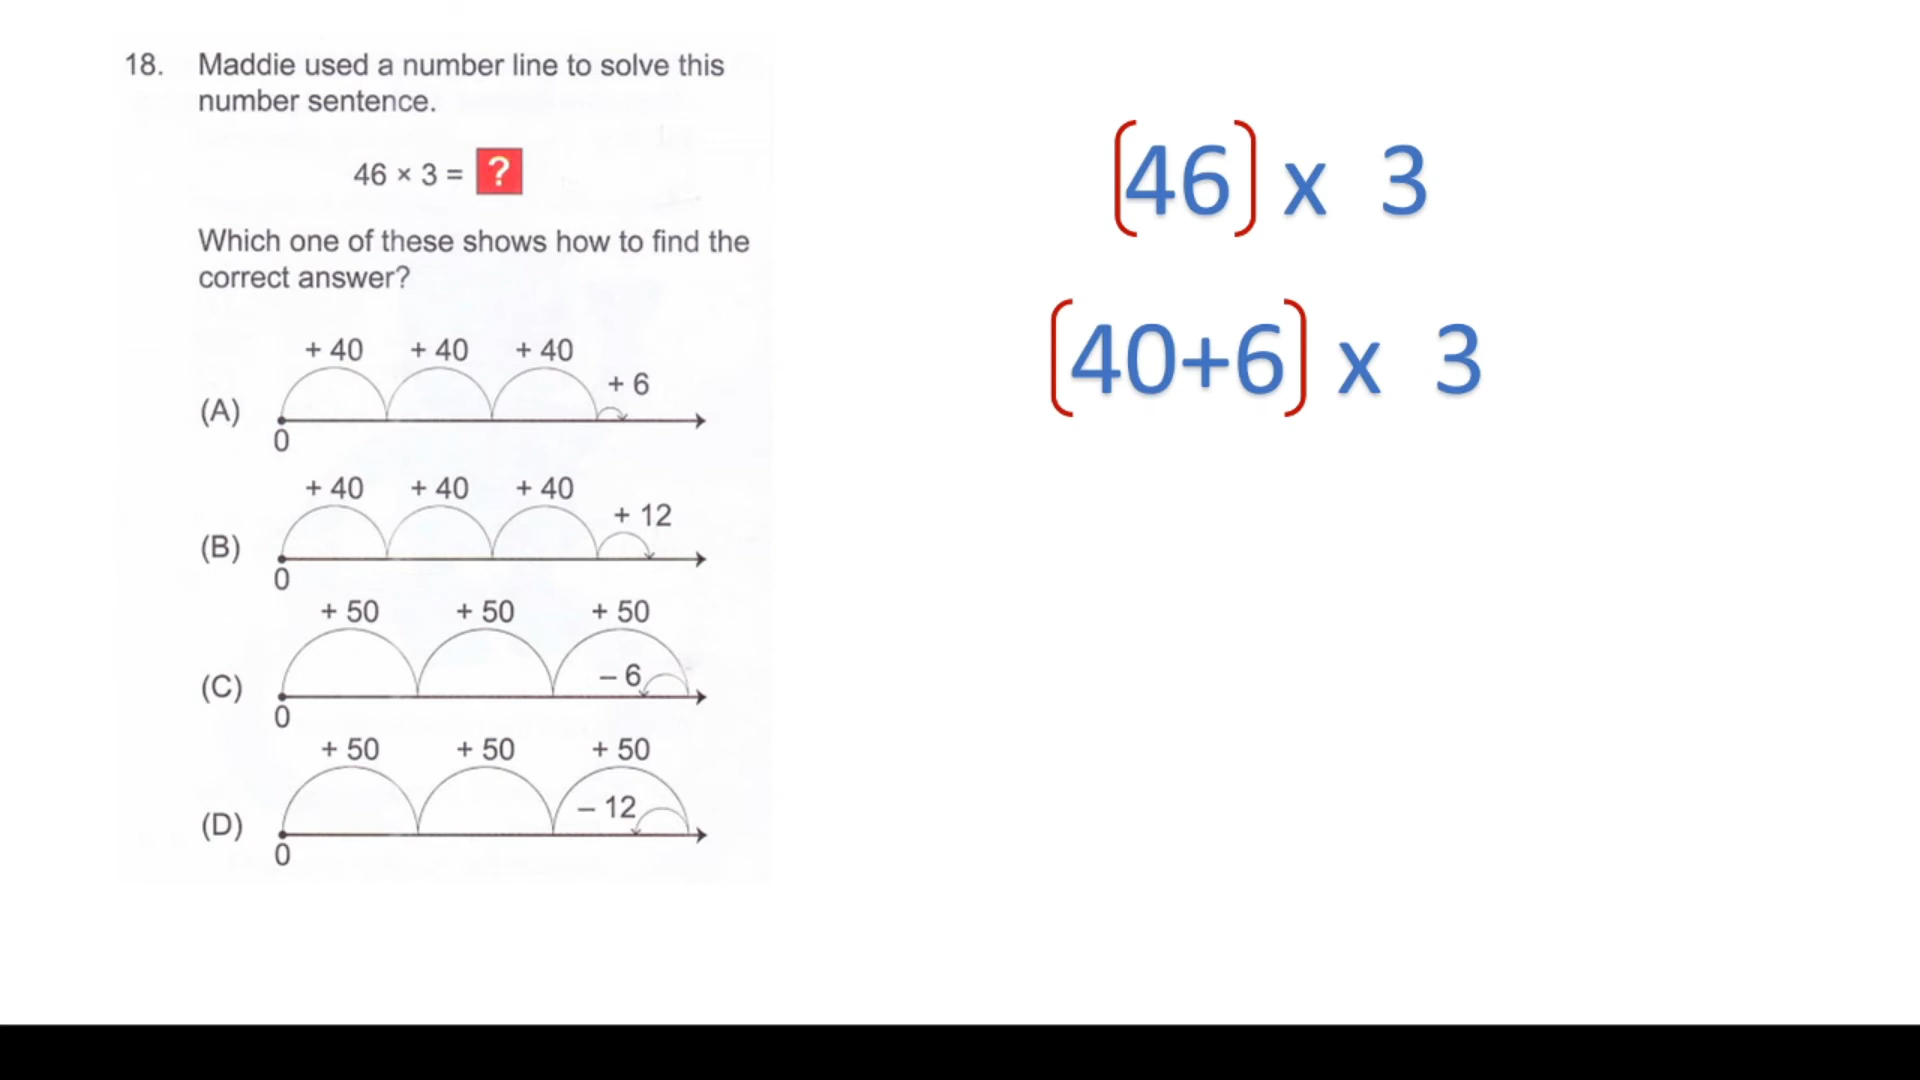 18. Maddie used a number line to solve this
number sentence.
46 × 3 = ?
Which one of these shows how to find the
correct answer?
+ 40 + 40 + 40
+ 6
(A)
0
+ 40 + 40 + 40
+ 12
(B)
0
+ 50 + 50 + 50
– 6
(C)
0
+ 50 + 50 + 50
– 12
(D)
0
(46) x 3
(40+6) x 3